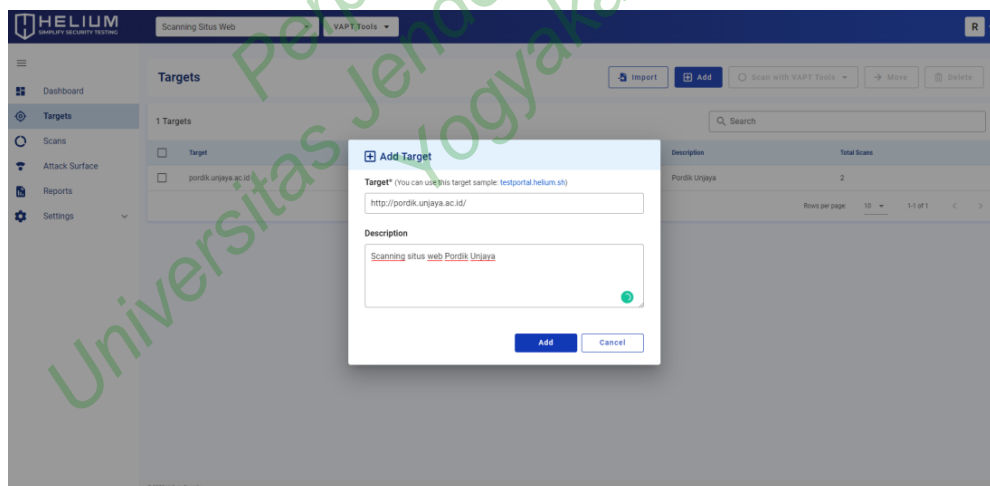 HELIUM
SIMPLIFY SECURITY TESTING
Scanning Situs Web
VAPT Tools
R
Dashboard
Targets
Scans
Attack Surface
Reports
Settings
Targets
Import
Add
Scan with VAPT Tools
Move
Delete
1 Targets
Search
Target
Description
Total Scans
pordik.unjaya.ac.id
Pordik Unjaya
2
Rows per page: 10 1-1 of 1
Add Target
Target* (You can use this target sample: testportal.helium.sh)
http://pordik.unjaya.ac.id/
Description
Scanning situs web Pordik Unjaya
Add
Cancel
Universitas Jend
Yogyaka